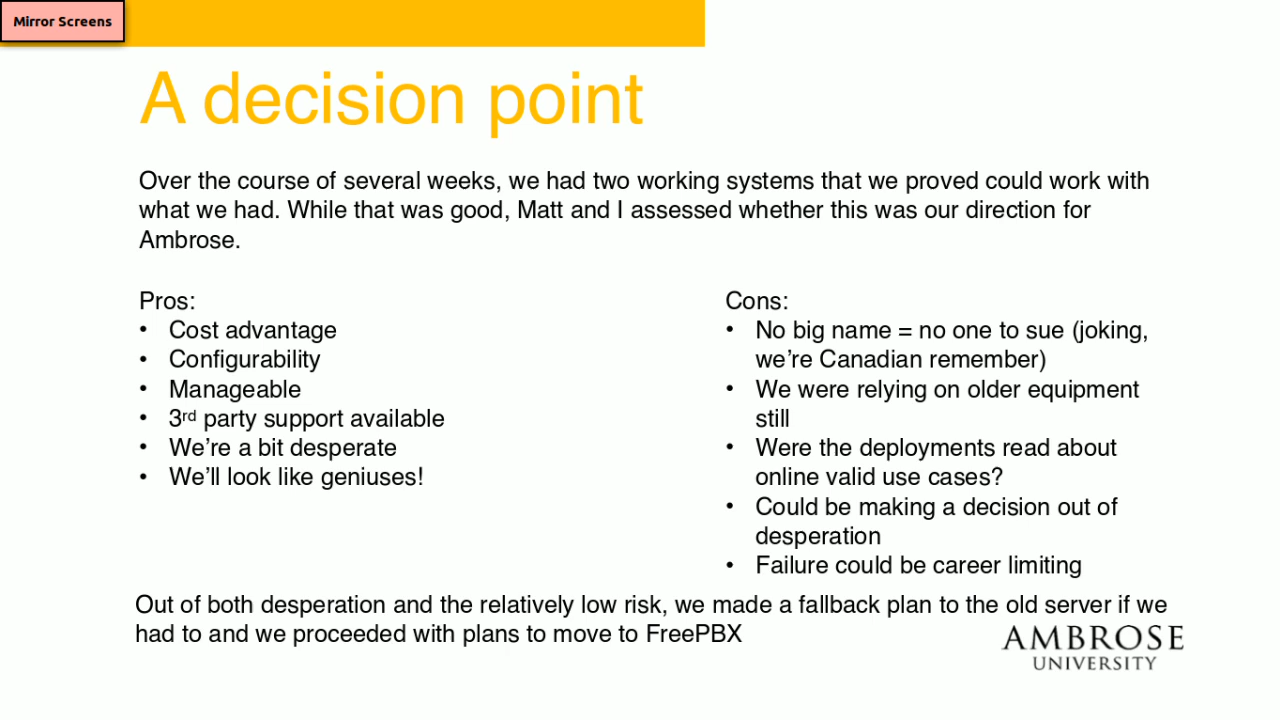 Mirror Screens
A decision point
Over the course of several weeks, we had two working systems that we proved could work with
what we had. While that was good, Matt and I assessed whether this was our direction for
Ambrose.
Pros:
• Cost advantage
• Configurability
• Manageable
• 3rd party support available
• We're a bit desperate
• We'll look like geniuses!
Cons:
• No big name = no one to sue (joking,
we're Canadian remember)
• We were relying on older equipment
still
• Were the deployments read about
online valid use cases?
• Could be making a decision out of
desperation
• Failure could be career limiting
Out of both desperation and the relatively low risk, we made a fallback plan to the old server if we
had to and we proceeded with plans to move to FreePBX
AMBROSE
UNIVERSITY